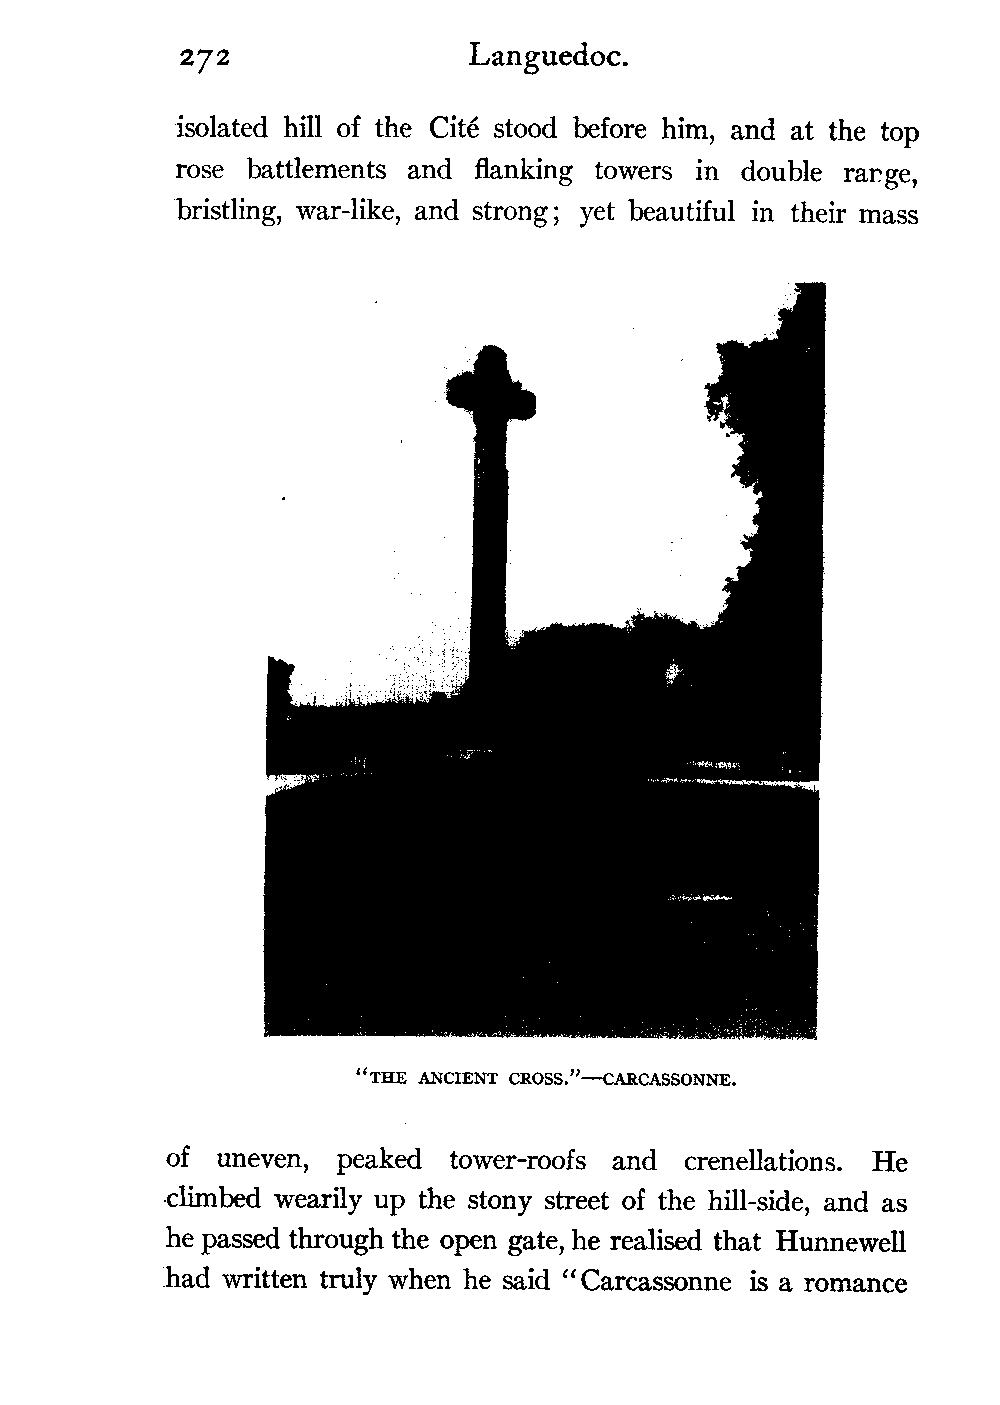 272 Languedoc.
isolated hill of the Cité stood before him, and at the top
rose battlements and flanking towers in double range,
bristling, war-like, and strong; yet beautiful in their mass
"THE ANCIENT CROSS."—CARCASSONNE.
of uneven, peaked tower-roofs and crenellations. He
climbed wearily up the stony street of the hill-side, and as
he passed through the open gate, he realised that Hunnewell
had written truly when he said "Carcassonne is a romance